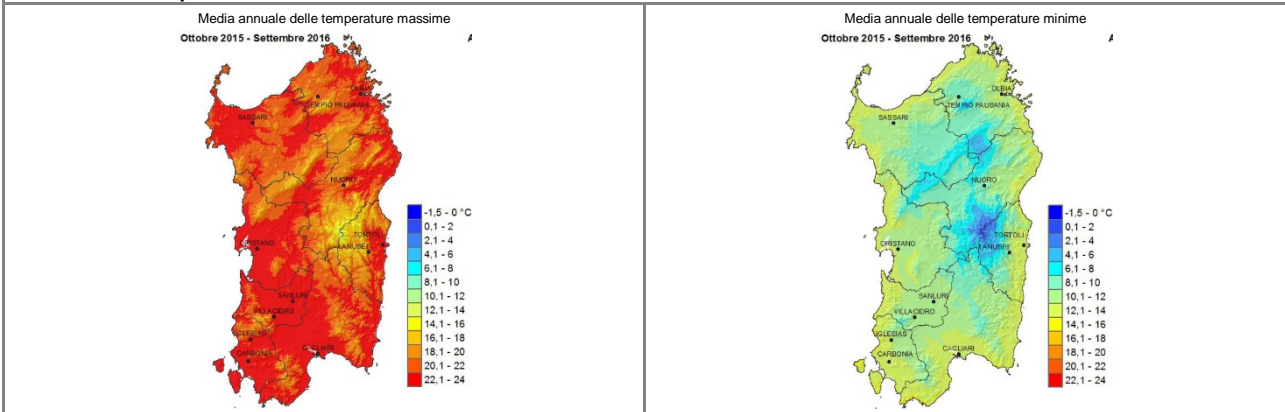 Media annuale delle temperature massime
Ottobre 2015 - Settembre 2016 A
OLBIA
TEMPIO PAUBANIA
SASSARI
NUORO
TORTOLI
LANUSEI
ORISTANO
SANLURI
VILLACIDRO
IGLESIAS
CARBONIA
CAGLIARI
-1,5 - 0 °C
0,1 - 2
2,1 - 4
4,1 - 6
6,1 - 8
8,1 - 10
10,1 - 12
12,1 - 14
14,1 - 16
16,1 - 18
18,1 - 20
20,1 - 22
22,1 - 24
Media annuale delle temperature minime
Ottobre 2015 - Settembre 2016 A
OLBIA
TEMPIO PAUBANIA
SASSARI
NUORO
TORTOLI
LANUSEI
ORISTANO
SANLURI
VILLACIDRO
IGLESIAS
CARBONIA
CAGLIARI
-1,5 - 0 °C
0,1 - 2
2,1 - 4
4,1 - 6
6,1 - 8
8,1 - 10
10,1 - 12
12,1 - 14
14,1 - 16
16,1 - 18
18,1 - 20
20,1 - 22
22,1 - 24